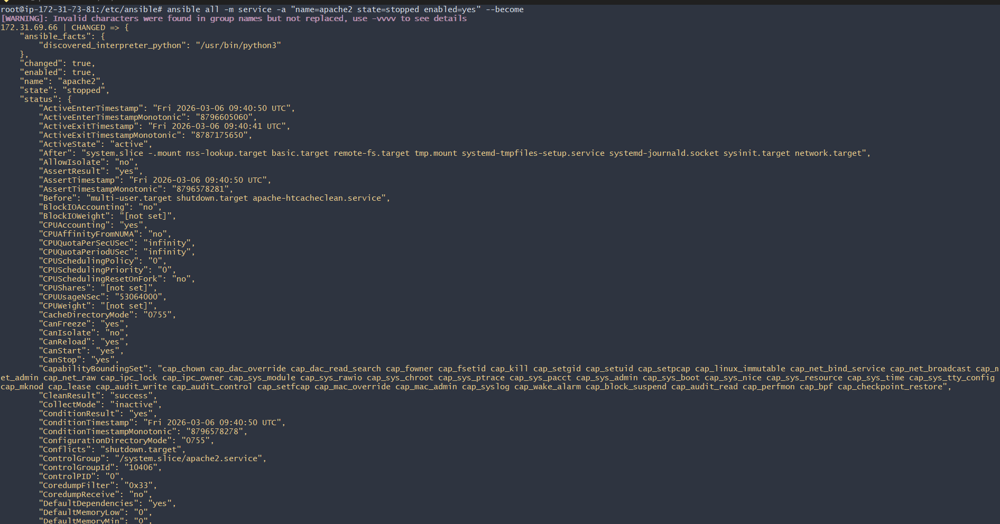 root@ip-172-31-73-81:/etc/ansible# ansible all -m service -a "name=apache2 state=stopped enabled=yes" --become
[WARNING]: Invalid characters were found in group names but not replaced, use -vvvv to see details
172.31.69.66 | CHANGED => {
    "ansible_facts": {
        "discovered_interpreter_python": "/usr/bin/python3"
    },
    "changed": true,
    "enabled": true,
    "name": "apache2",
    "state": "stopped",
    "status": {
        "ActiveEnterTimestamp": "Fri 2026-03-06 09:40:50 UTC",
        "ActiveEnterTimestampMonotonic": "8796605060",
        "ActiveExitTimestamp": "Fri 2026-03-06 09:40:41 UTC",
        "ActiveExitTimestampMonotonic": "8787175650",
        "ActiveState": "active",
        "After": "system.slice -.mount nss-lookup.target basic.target remote-fs.target tmp.mount systemd-tmpfiles-setup.service systemd-journald.socket sysinit.target network.target",
        "AllowIsolate": "no",
        "AssertResult": "yes",
        "AssertTimestamp": "Fri 2026-03-06 09:40:50 UTC",
        "AssertTimestampMonotonic": "8796578281",
        "Before": "multi-user.target shutdown.target apache-htcacheclean.service",
        "BlockIOAccounting": "no",
        "BlockIOWeight": "[not set]",
        "CPUAccounting": "yes",
        "CPUAffinityFromNUMA": "no",
        "CPUQuotaPerSecUSec": "infinity",
        "CPUQuotaPeriodUSec": "infinity",
        "CPUSchedulingPolicy": "0",
        "CPUSchedulingPriority": "0",
        "CPUSchedulingResetOnFork": "no",
        "CPUShares": "[not set]",
        "CPUUsageNSec": "53064000",
        "CPUWeight": "[not set]",
        "CacheDirectoryMode": "0755",
        "CanFreeze": "yes",
        "CanIsolate": "no",
        "CanReload": "yes",
        "CanStart": "yes",
        "CanStop": "yes",
        "CapabilityBoundingSet": "cap_chown cap_dac_override cap_dac_read_search cap_fowner cap_fsetid cap_kill cap_setgid cap_setuid cap_setpcap cap_linux_immutable cap_net_bind_service cap_net_broadcast cap_n
et_admin cap_net_raw cap_ipc_lock cap_ipc_owner cap_sys_module cap_sys_rawio cap_sys_chroot cap_sys_ptrace cap_sys_pacct cap_sys_admin cap_sys_boot cap_sys_nice cap_sys_resource cap_sys_time cap_sys_tty_config
cap_mknod cap_lease cap_audit_write cap_audit_control cap_setfcap cap_mac_override cap_mac_admin cap_syslog cap_wake_alarm cap_block_suspend cap_audit_read cap_perfmon cap_bpf cap_checkpoint_restore",
        "CleanResult": "success",
        "CollectMode": "inactive",
        "ConditionResult": "yes",
        "ConditionTimestamp": "Fri 2026-03-06 09:40:50 UTC",
        "ConditionTimestampMonotonic": "8796578278",
        "ConfigurationDirectoryMode": "0755",
        "Conflicts": "shutdown.target",
        "ControlGroup": "/system.slice/apache2.service",
        "ControlGroupId": "10406",
        "ControlPID": "0",
        "CoredumpFilter": "0x33",
        "CoredumpReceive": "no",
        "DefaultDependencies": "yes",
        "DefaultMemoryLow": "0",
        "DefaultMemoryMin": "0",